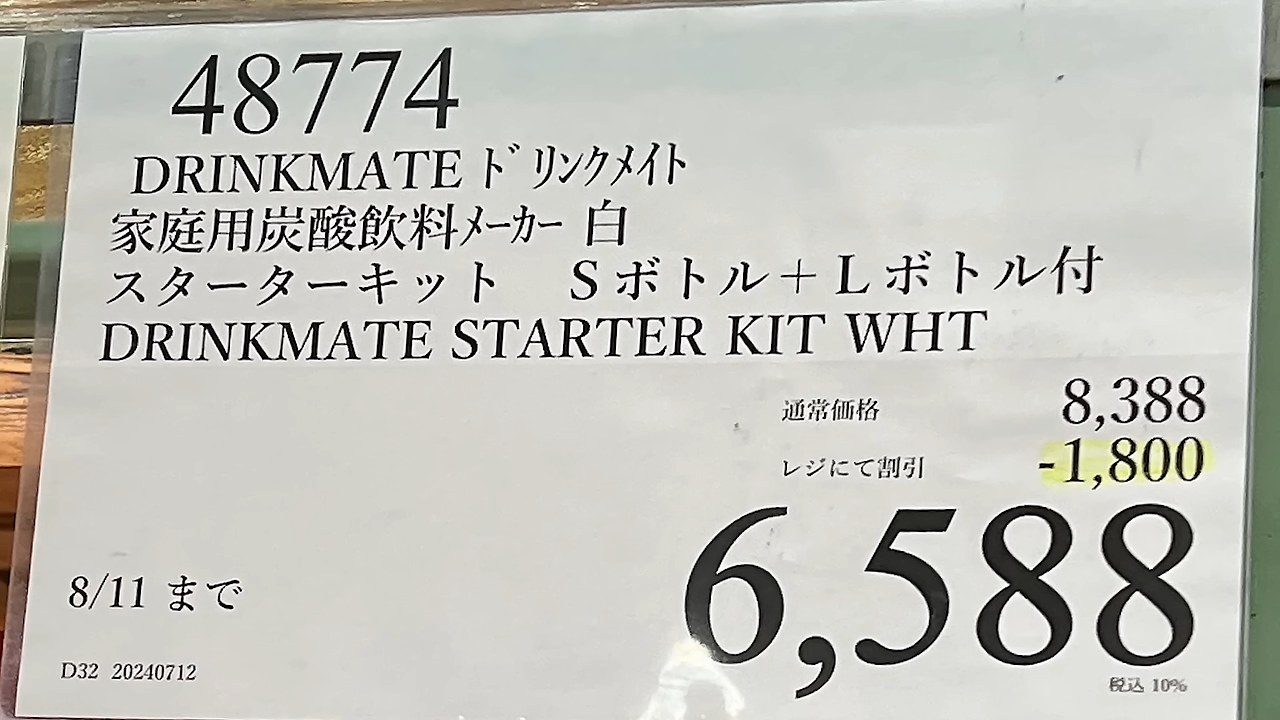 48774
DRINKMATE ﾄﾞﾘﾝｸﾒｲﾄ
家庭用炭酸飲料ﾒｰｶｰ 白
スターターキット　Ｓボトル＋Ｌボトル付
DRINKMATE STARTER KIT WHT
通常価格 8,388
レジにて割引 -1,800
6,588
8/11 まで
D32 20240712
税込 10%